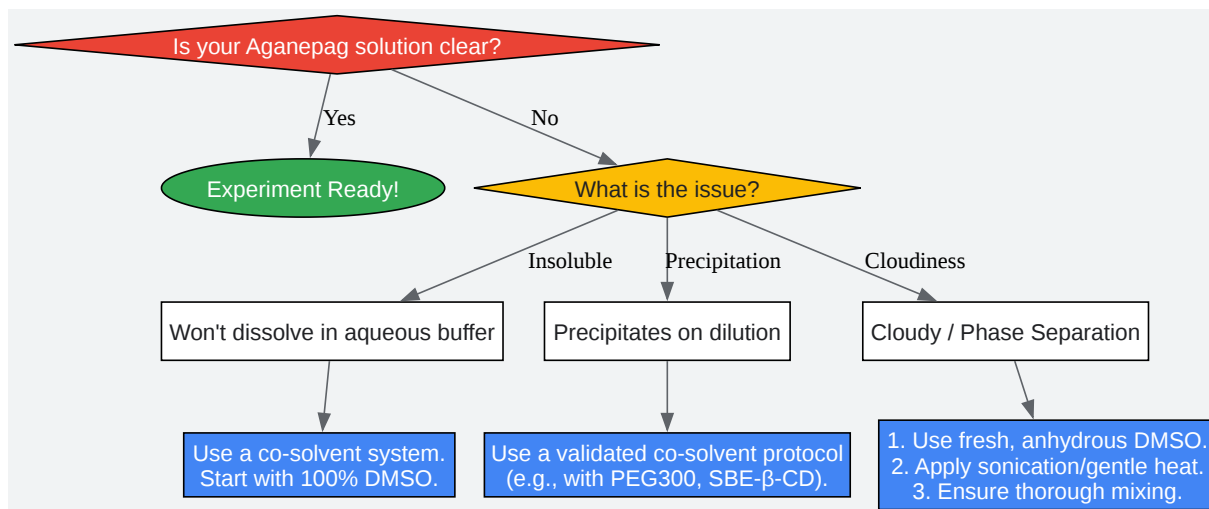 Is your Aganepag solution clear?
Yes
No
Experiment Ready!
What is the issue?
Insoluble
Precipitation
Cloudiness
Won't dissolve in aqueous buffer
Precipitates on dilution
Cloudy / Phase Separation
Use a co-solvent system.
Start with 100% DMSO.
Use a validated co-solvent protocol
(e.g., with PEG300, SBE-β-CD).
1. Use fresh, anhydrous DMSO.
2. Apply sonication/gentle heat.
3. Ensure thorough mixing.